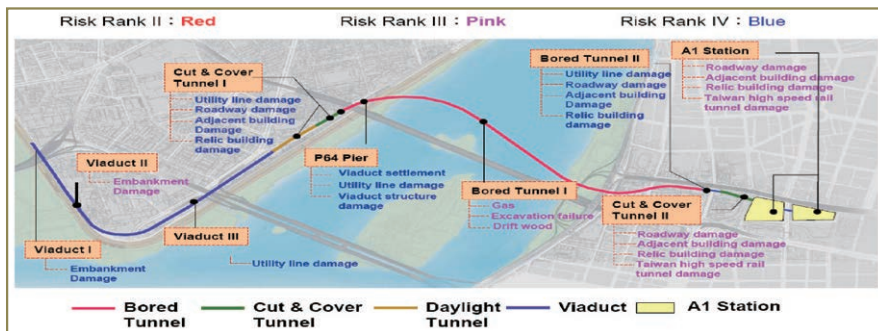 Risk Rank II : Red
Risk Rank III : Pink
Risk Rank IV : Blue
Cut & Cover
Tunnel I
Utility line damage
Roadway damage
Adjacent building
Damage
Relic building
damage
Bored Tunnel II
Utility line damage
Roadway damage
Adjacent building
Damage
Relic building
damage
A1 Station
Roadway damage
Adjacent building damage
Relic building damage
Taiwan high speed rail
tunnel damage
Viaduct II
Embankment
Damage
P64 Pier
Viaduct settlement
Utility line damage
Viaduct structure
damage
Bored Tunnel I
Gas
Excavation failure
Drift wood
Cut & Cover
Tunnel II
Roadway damage
Adjacent building damage
Relic building damage
Taiwan high speed rail
tunnel damage
Viaduct I
Embankment
Damage
Viaduct III
Utility line damage
Bored
Tunnel
Cut & Cover
Tunnel
Daylight
Tunnel
Viaduct
A1 Station